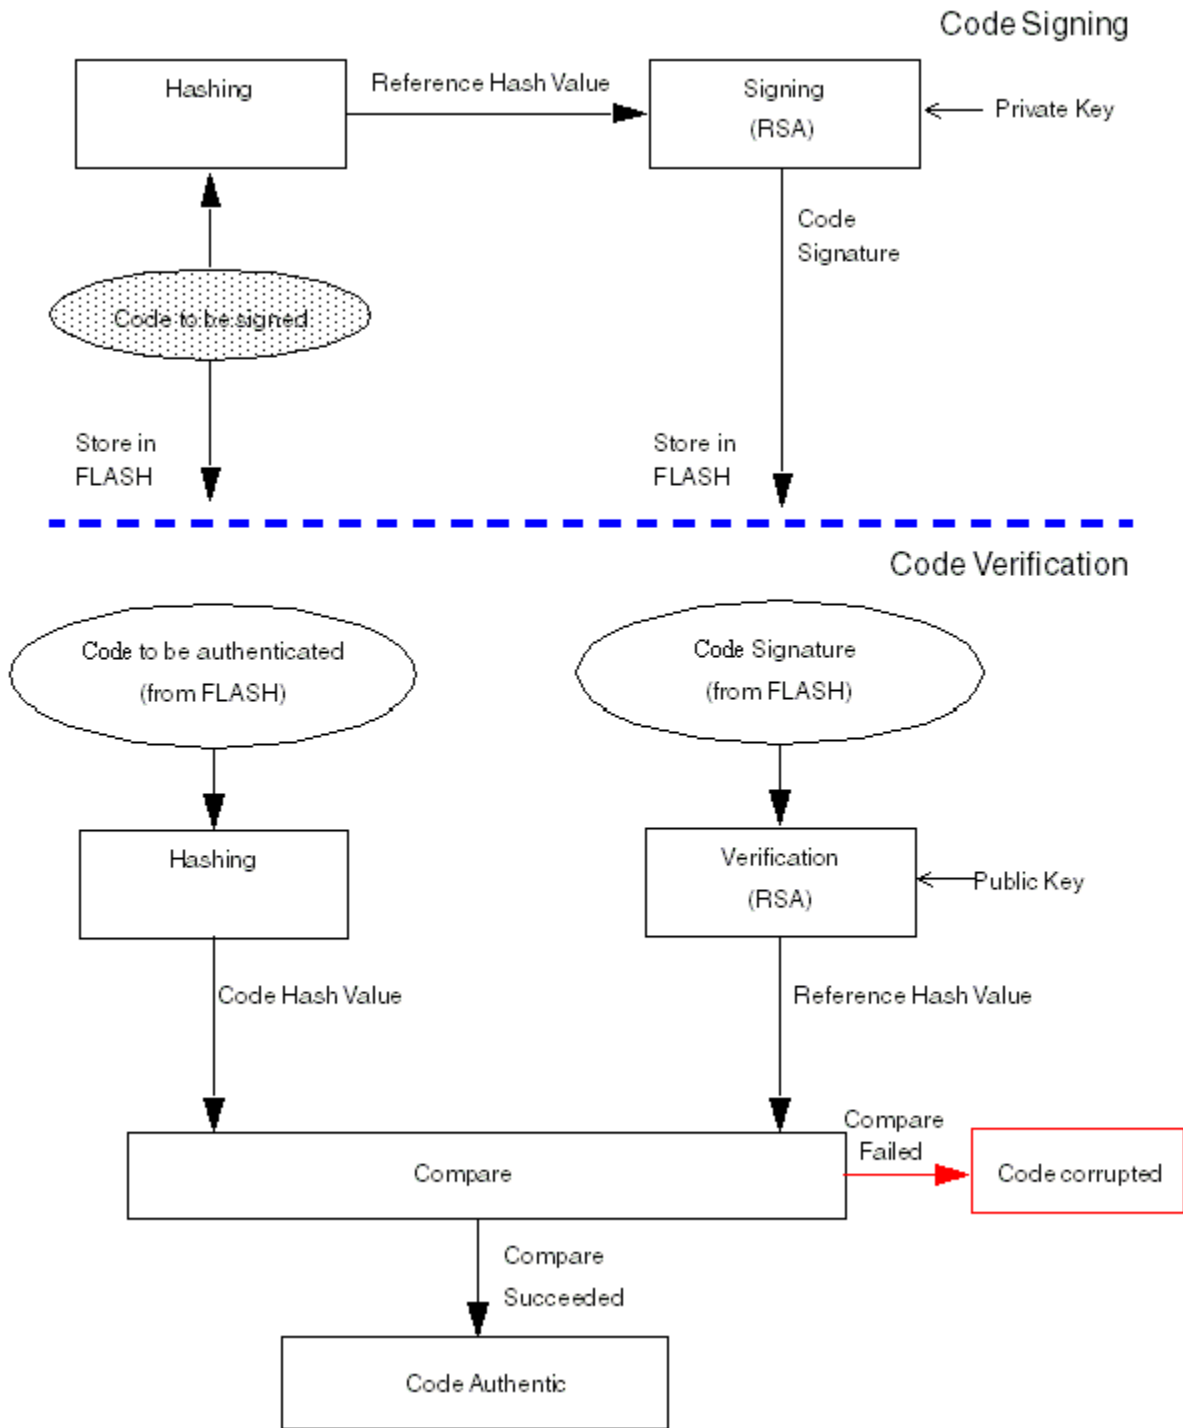 Code Signing
Hashing
Reference Hash Value
Signing
(RSA)
Private Key
Code
Signature
Code to be signed
Store in
FLASH
Store in
FLASH
Code Verification
Code to be authenticated
(from FLASH)
Code Signature
(from FLASH)
Hashing
Verification
(RSA)
Public Key
Code Hash Value
Reference Hash Value
Compare
Failed
Compare
Code corrupted
Compare
Succeeded
Code Authentic